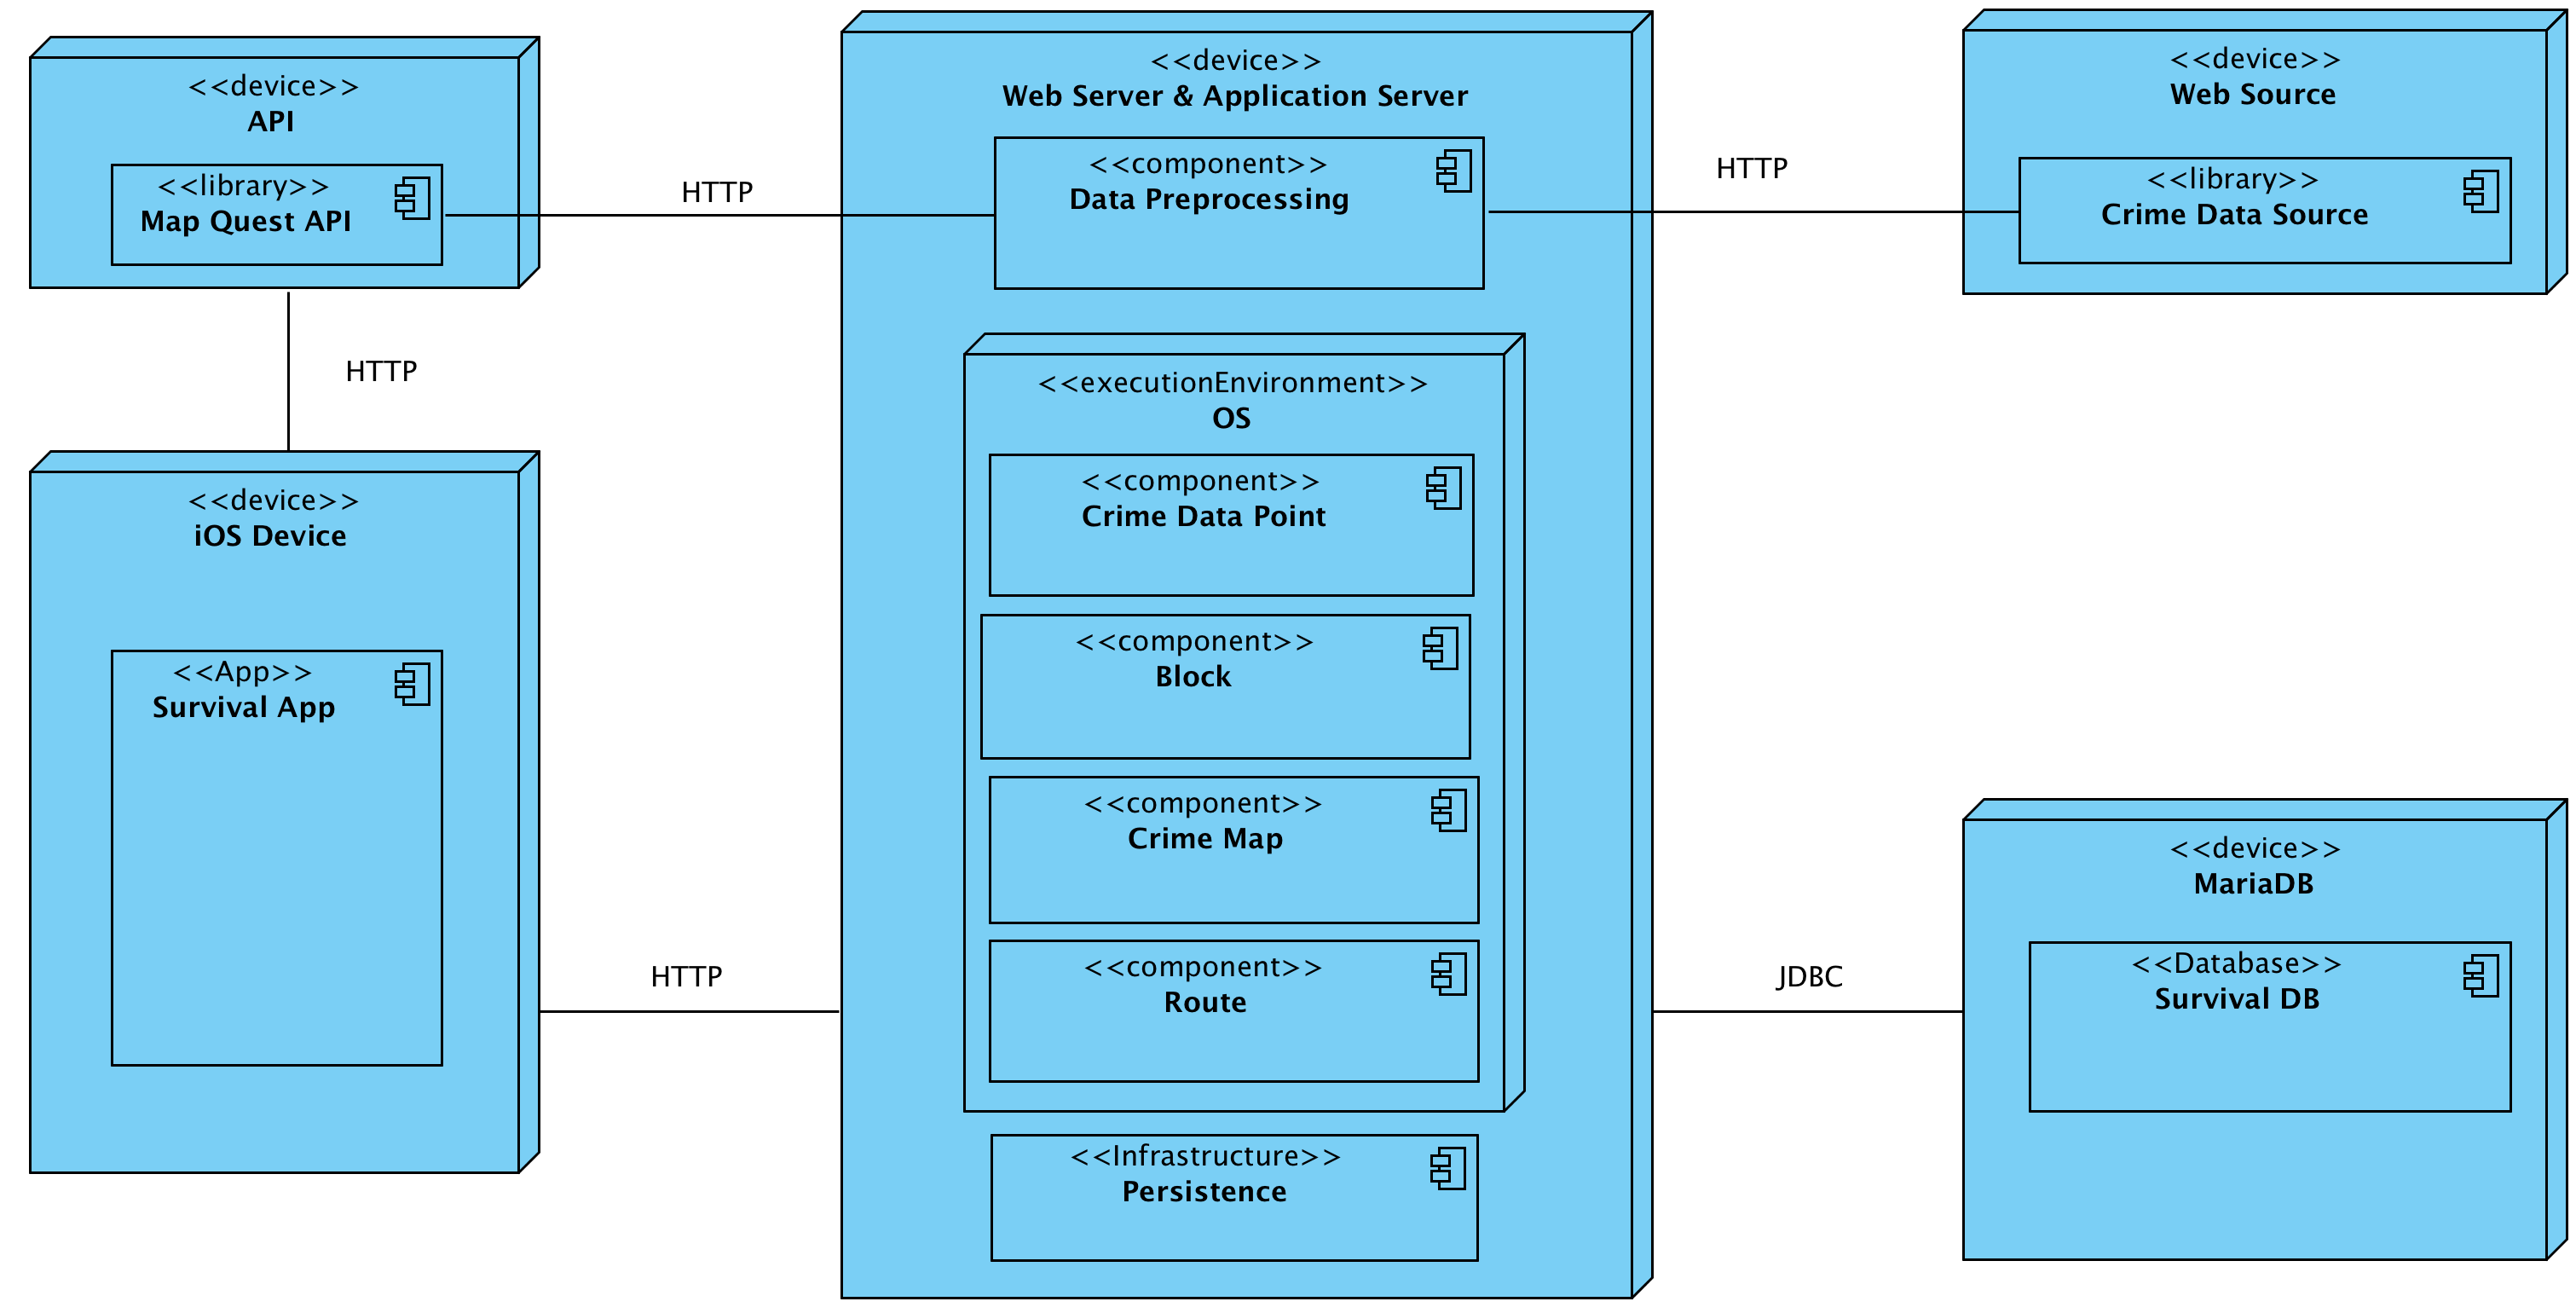 <<device>>
API
<<library>>
Map Quest API
HTTP
HTTP
<<device>>
iOS Device
<<App>>
Survival App
HTTP
<<device>>
Web Server & Application Server
<<component>>
Data Preprocessing
<<executionEnvironment>>
OS
<<component>>
Crime Data Point
<<component>>
Block
<<component>>
Crime Map
<<component>>
Route
<<Infrastructure>>
Persistence
HTTP
<<device>>
Web Source
<<library>>
Crime Data Source
JDBC
<<device>>
MariaDB
<<Database>>
Survival DB